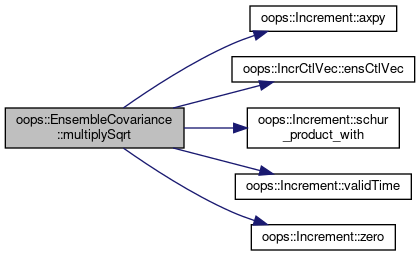 oops::Increment::axpy
oops::IncrCtlVec::ensCtlVec
oops::EnsembleCovariance
::multiplySqrt
oops::Increment::schur
_product_with
oops::Increment::validTime
oops::Increment::zero